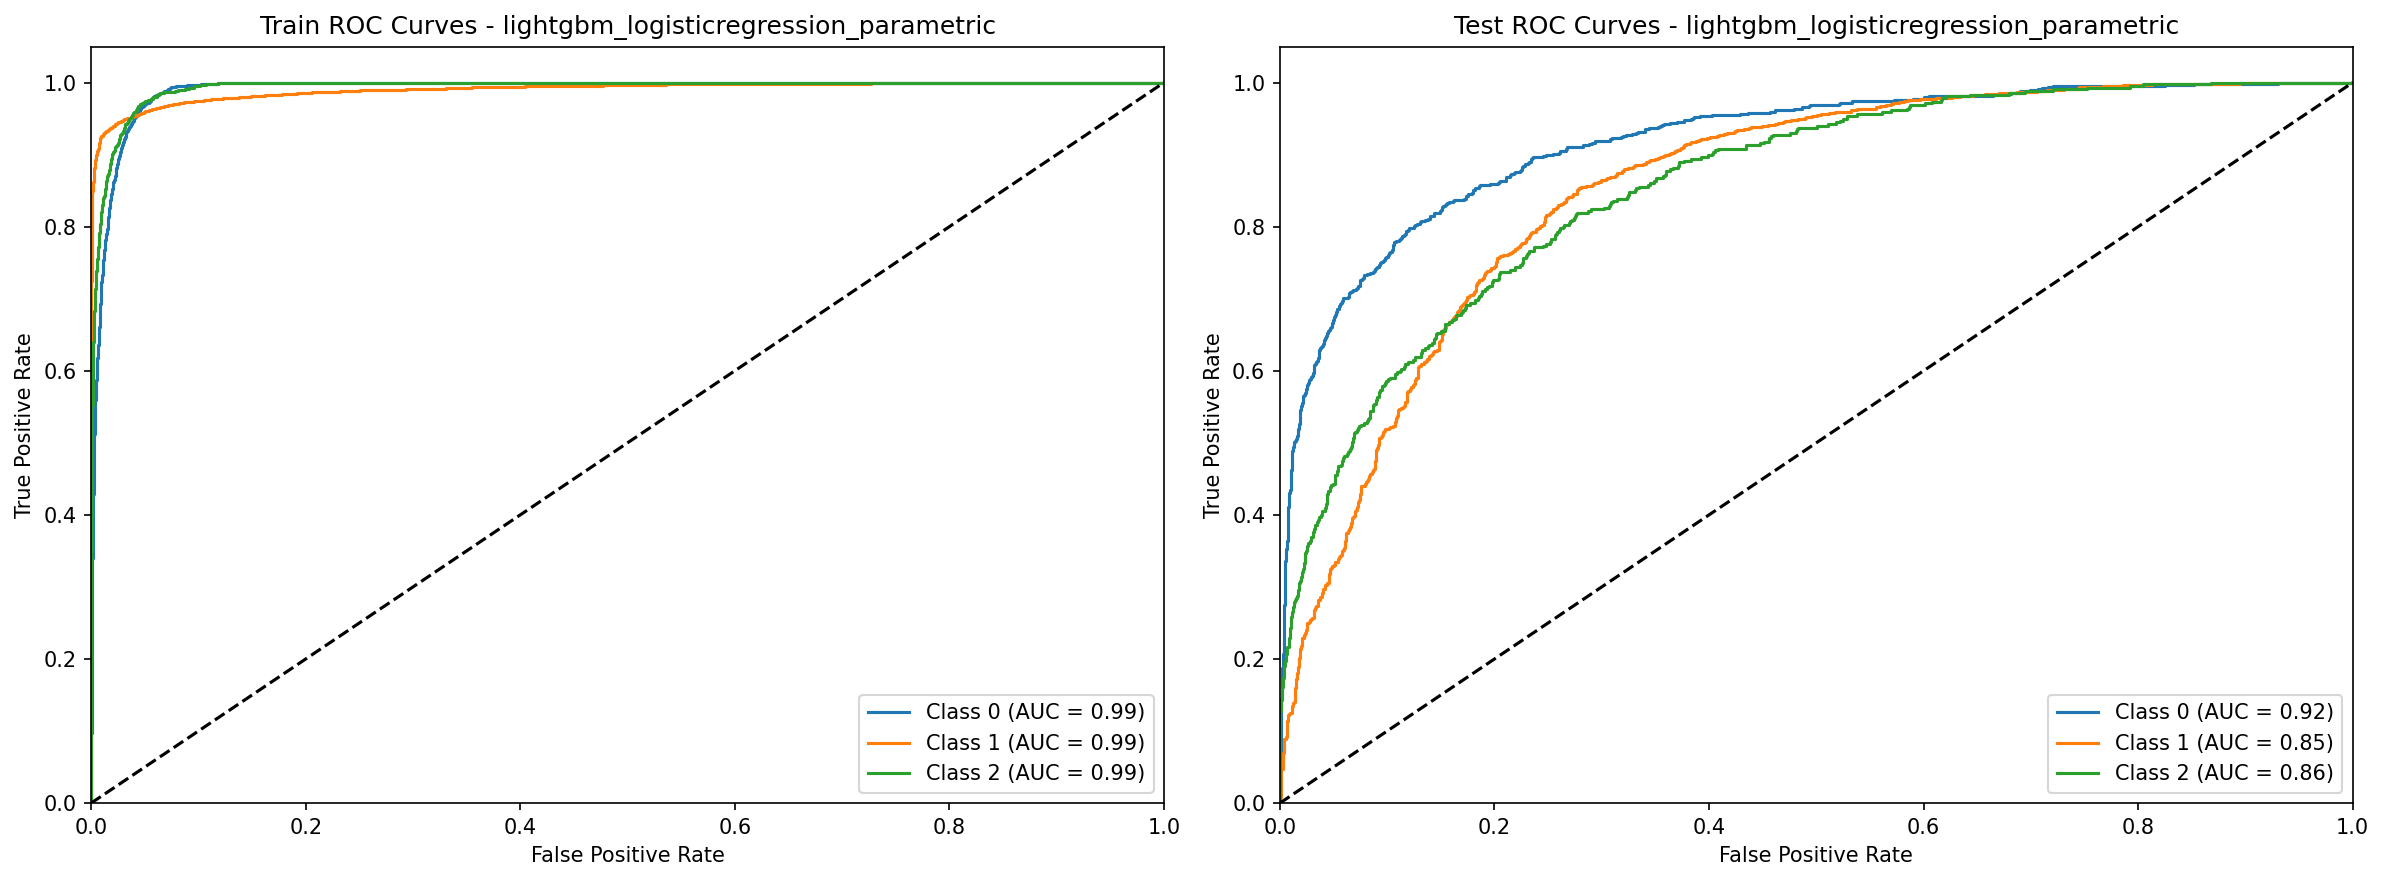 Train ROC Curves - lightgbm_logisticregression_parametric
True Positive Rate
1.0
0.8
0.6
0.4
0.2
0.0
0.0 0.2 0.4 0.6 0.8 1.0
False Positive Rate
Class 0 (AUC = 0.99)
Class 1 (AUC = 0.99)
Class 2 (AUC = 0.99)
Test ROC Curves - lightgbm_logisticregression_parametric
True Positive Rate
1.0
0.8
0.6
0.4
0.2
0.0
0.0 0.2 0.4 0.6 0.8 1.0
False Positive Rate
Class 0 (AUC = 0.92)
Class 1 (AUC = 0.85)
Class 2 (AUC = 0.86)